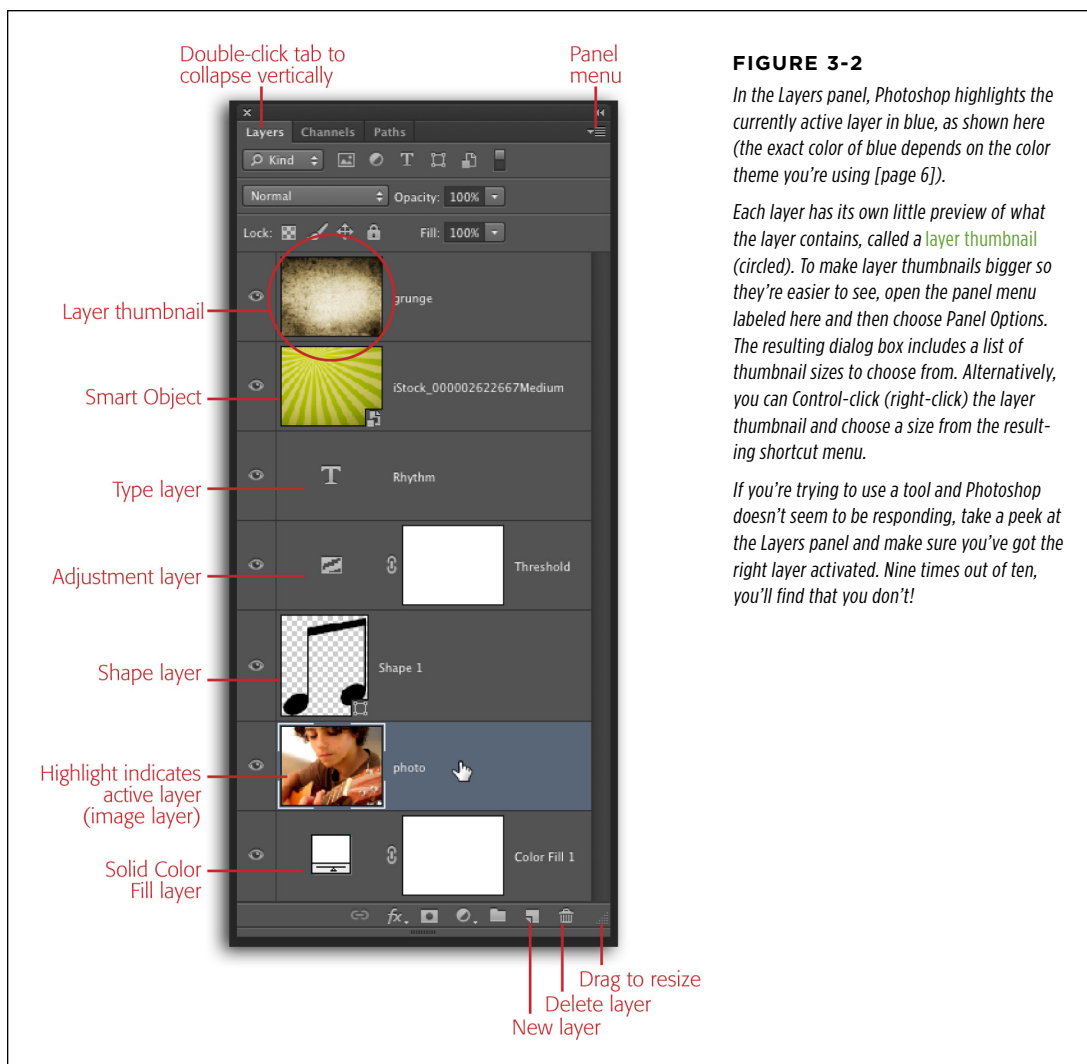 Double-click tab to
collapse vertically
Panel
menu
Layers Channels Paths
Kind
Normal
Opacity: 100%
Lock:
Fill: 100%
grunge
Layer thumbnail
iStock_000002622667Medium
Smart Object
T
Rhythm
Type layer
Threshold
Adjustment layer
Shape 1
Shape layer
photo
Highlight indicates
active layer
(image layer)
Color Fill 1
Solid Color
Fill layer
fx.
Drag to resize
Delete layer
New layer
FIGURE 3-2
In the Layers panel, Photoshop highlights the
currently active layer in blue, as shown here
(the exact color of blue depends on the color
theme you're using [page 6]).
Each layer has its own little preview of what
the layer contains, called a layer thumbnail
(circled). To make layer thumbnails bigger so
they're easier to see, open the panel menu
labeled here and then choose Panel Options.
The resulting dialog box includes a list of
thumbnail sizes to choose from. Alternatively,
you can Control-click (right-click) the layer
thumbnail and choose a size from the result-
ing shortcut menu.
If you're trying to use a tool and Photoshop
doesn't seem to be responding, take a peek at
the Layers panel and make sure you've got the
right layer activated. Nine times out of ten,
you'll find that you don't!